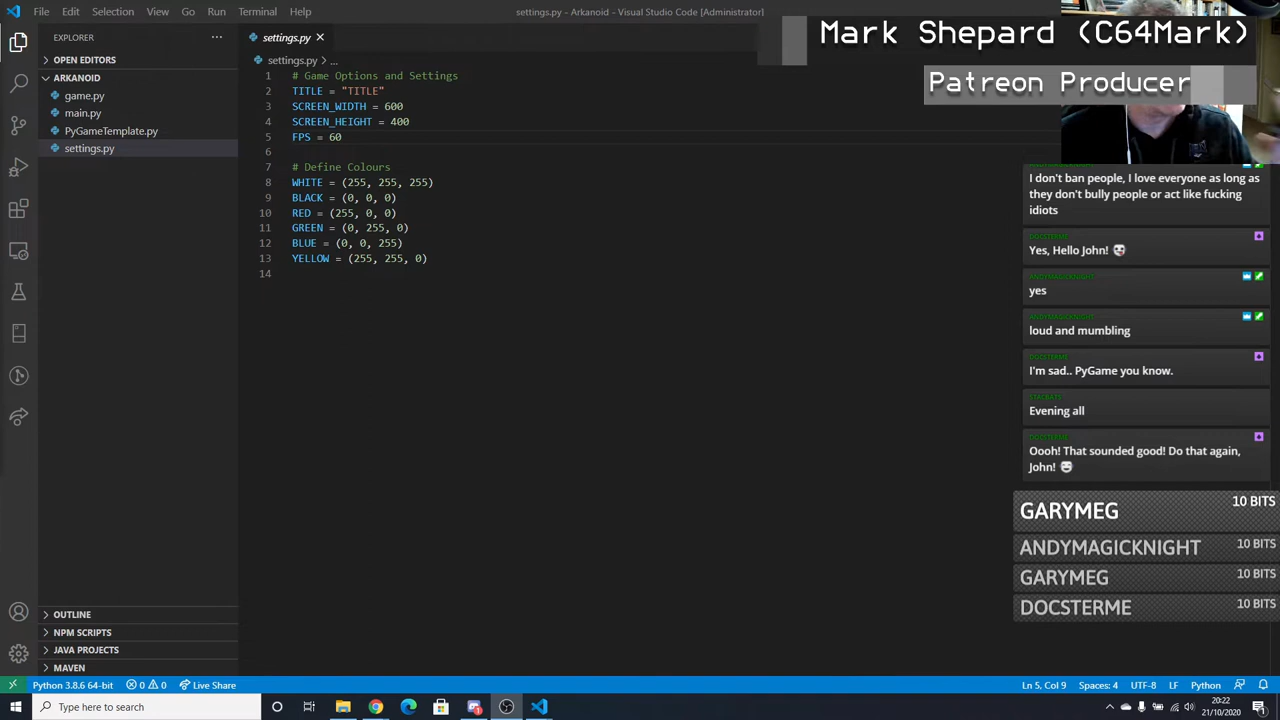 File Edit Selection View Go Run Terminal Help
settings.py - Arkanoid - Visual Studio Code [Administrator]
Mark Shepard (C64Mark)
Patreon Producer
EXPLORER
OPEN EDITORS
ARKANOID
game.py
main.py
PyGameTemplate.py
settings.py
OUTLINE
NPM SCRIPTS
JAVA PROJECTS
MAVEN
settings.py
settings.py > ...
1 # Game Options and Settings
2 TITLE = "TITLE"
3 SCREEN_WIDTH = 600
4 SCREEN_HEIGHT = 400
5 FPS = 60
6
7 # Define Colours
8 WHITE = (255, 255, 255)
9 BLACK = (0, 0, 0)
10 RED = (255, 0, 0)
11 GREEN = (0, 255, 0)
12 BLUE = (0, 0, 255)
13 YELLOW = (255, 255, 0)
14
ANDYMAGICKNIGHT
I don't ban people, I love everyone as long as
they don't bully people or act like fucking
idiots
DOCSTERME
Yes, Hello John!
ANDYMAGICKNIGHT
yes
ANDYMAGICKNIGHT
loud and mumbling
DOCSTERME
I'm sad.. PyGame you know.
STACBATS
Evening all
DOCSTERME
Oooh! That sounded good! Do that again,
John!
GARYMEG 10 BITS
ANDYMAGICKNIGHT 10 BITS
GARYMEG 10 BITS
DOCSTERME 10 BITS
Python 3.8.6 64-bit 0 0 Live Share
Ln 5, Col 9 Spaces: 4 UTF-8 LF Python
Type here to search
20:22
21/10/2020